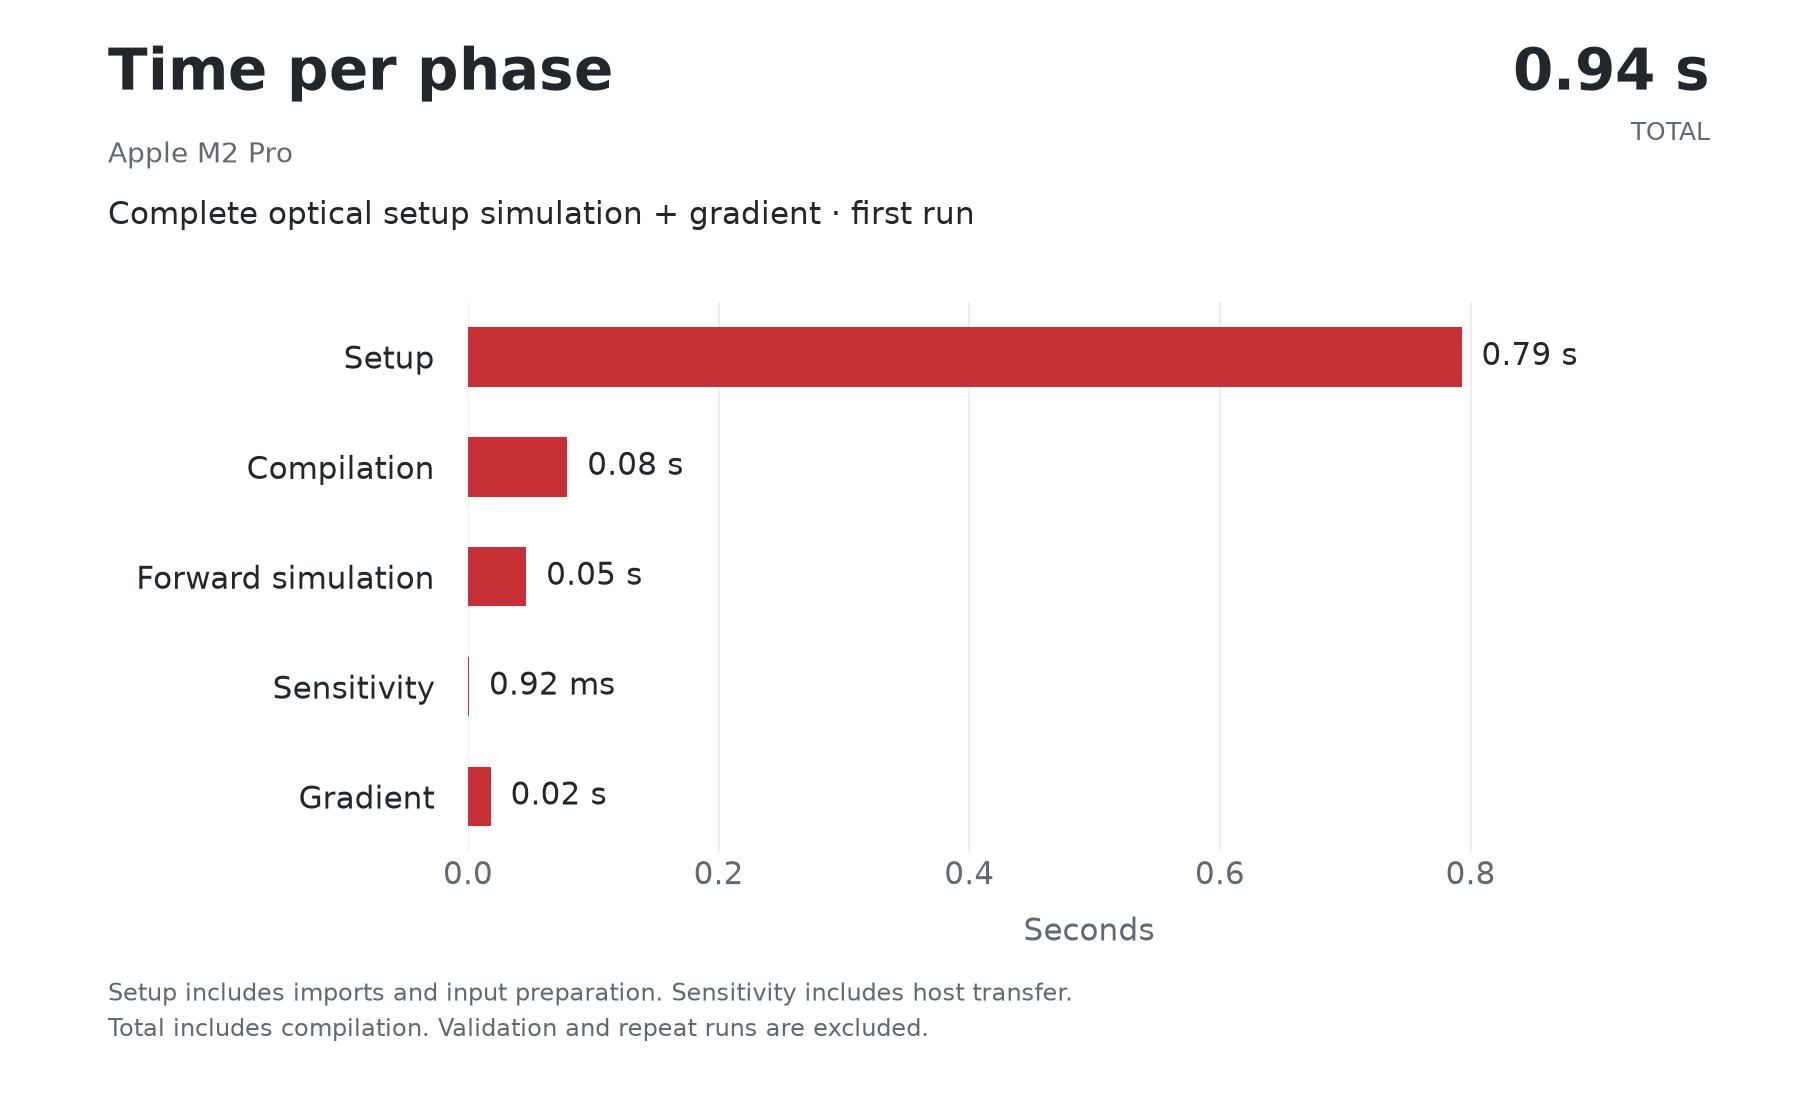 Time per phase
0.94 s
TOTAL
Apple M2 Pro
Complete optical setup simulation + gradient · first run
Setup
0.79 s
Compilation
0.08 s
Forward simulation
0.05 s
Sensitivity
0.92 ms
Gradient
0.02 s
0.0 0.2 0.4 0.6 0.8
Seconds
Setup includes imports and input preparation. Sensitivity includes host transfer.
Total includes compilation. Validation and repeat runs are excluded.